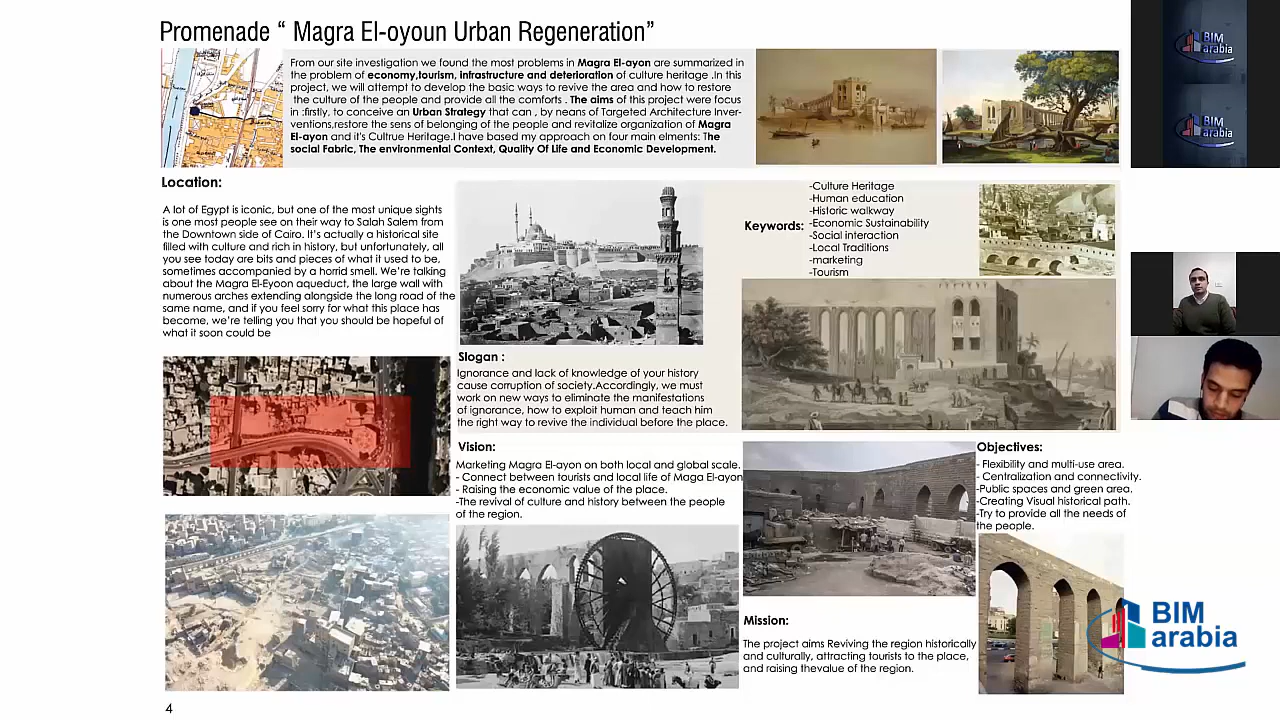 Promenade “ Magra El-oyoun Urban Regeneration”
From our site investigation we found the most problems in Magra El-ayon are summarized in
the problem of economy,tourism, infrastructure and deterioration of culture heritage .In this
project, we will attempt to develop the basic ways to revive the area and how to restore
the culture of the people and provide all the comforts . The aims of this project were focus
in :firstly, to conceive an Urban Strategy that can , by means of Targeted Architecture Inver-
ventions,restore the sens of belonging of the people and revitalize organization of Magra
El-ayon and it's Cultrue Heritage.I have based my approach on four main elments: The
social Fabric, The environmental Context, Quality Of Life and Economic Development.
Location:
A lot of Egypt is iconic, but one of the most unique sights
is one most people see on their way to Salah Salem from
the Downtown side of Cairo. It’s actually a historical site
filled with culture and rich in history, but unfortunately, all
you see today are bits and pieces of what it used to be,
sometimes accompanied by a horrid smell. We’re talking
about the Magra El-Eyoon aqueduct, the large wall with
numerous arches extending alongside the long road of the
same name, and if you feel sorry for what this place has
become, we’re telling you that you should be hopeful of
what it soon could be
Keywords:
-Culture Heritage
-Human education
-Historic walkway
-Economic Sustainability
-Social interaction
-Local Traditions
-marketing
-Tourism
Slogan :
Ignorance and lack of knowledge of your history
cause corruption of society.Accordingly, we must
work on new ways to eliminate the manifestations
of ignorance, how to exploit human and teach him
the right way to revive the individual before the place.
Vision:
Marketing Magra El-ayon on both local and global scale.
- Connect between tourists and local life of Maga El-ayon
- Raising the economic value of the place.
-The revival of culture and history between the people
of the region.
Objectives:
- Flexibility and multi-use area.
- Centralization and connectivity.
-Public spaces and green area.
-Creating Visual historical path.
-Try to provide all the needs of
the people.
Mission:
The project aims Reviving the region historically
and culturally, attracting tourists to the place,
and raising thevalue of the region.
4
BIM
arabia
BIM
arabia
BIM
arabia